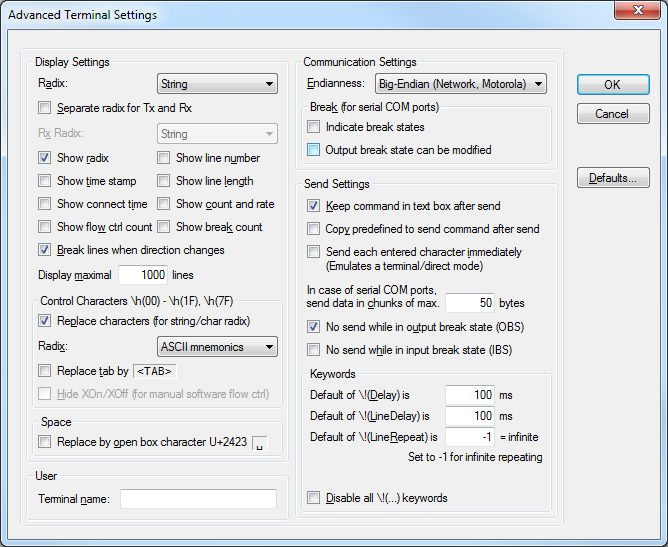 Advanced Terminal Settings
Display Settings
Radix: String
Separate radix for Tx and Rx
Rx Radix: String
Show radix Show line number
Show time stamp Show line length
Show connect time Show count and rate
Show flow ctrl count Show break count
Break lines when direction changes
Display maximal 1000 lines
Control Characters \h(00) - \h(1F), \h(7F)
Replace characters (for string/char radix)
Radix: ASCII mnemonics
Replace tab by <TAB>
Hide XOn/XOff (for manual software flow ctrl)
Space
Replace by open box character U+2423 ␣
User
Terminal name:
Communication Settings
Endianness: Big-Endian (Network, Motorola)
Break (for serial COM ports)
Indicate break states
Output break state can be modified
Send Settings
Keep command in text box after send
Copy predefined to send command after send
Send each entered character immediately
(Emulates a terminal/direct mode)
In case of serial COM ports,
send data in chunks of max. 50 bytes
No send while in output break state (OBS)
No send while in input break state (IBS)
Keywords
Default of \!(Delay) is 100 ms
Default of \!(LineDelay) is 100 ms
Default of \!(LineRepeat) is -1 = infinite
Set to -1 for infinite repeating
Disable all \!(...) keywords
OK
Cancel
Defaults...